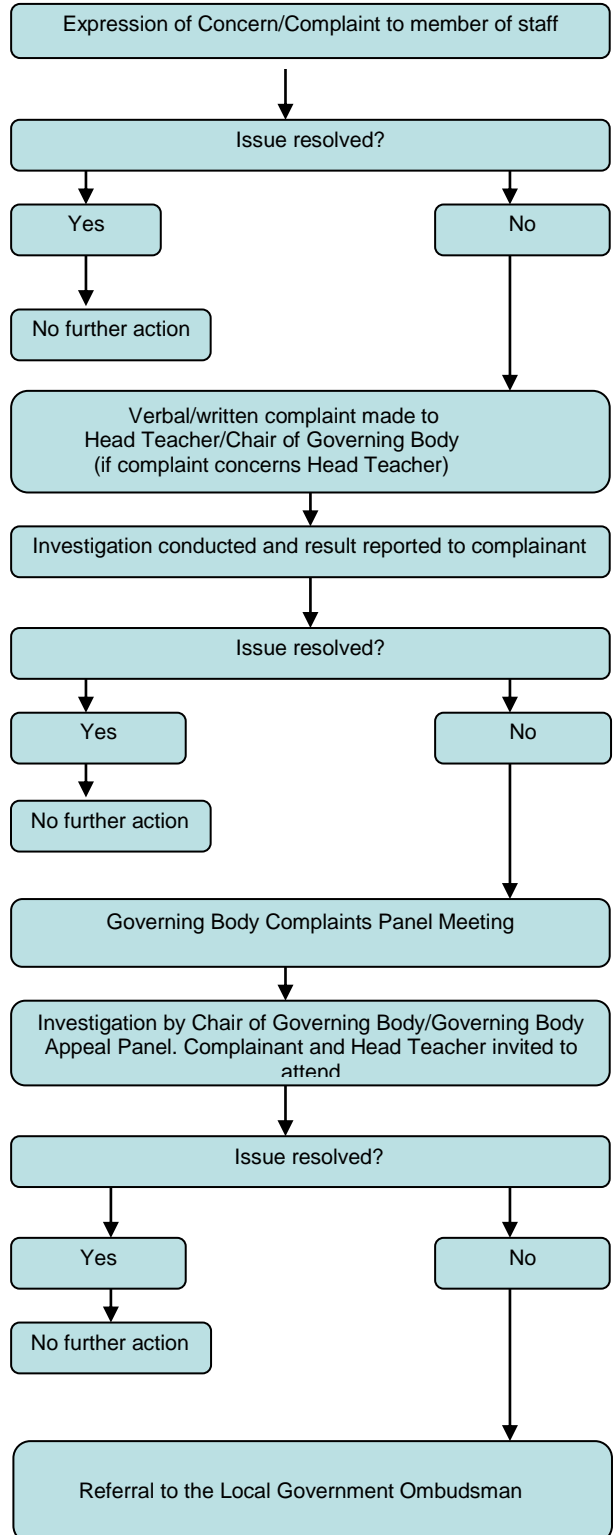 Expression of Concern/Complaint to member of staff
Issue resolved?
Yes
No
No further action
Verbal/written complaint made to
Head Teacher/Chair of Governing Body
(if complaint concerns Head Teacher)
Investigation conducted and result reported to complainant
Issue resolved?
Yes
No
No further action
Governing Body Complaints Panel Meeting
Investigation by Chair of Governing Body/Governing Body
Appeal Panel. Complainant and Head Teacher invited to
attend
Issue resolved?
Yes
No
No further action
Referral to the Local Government Ombudsman